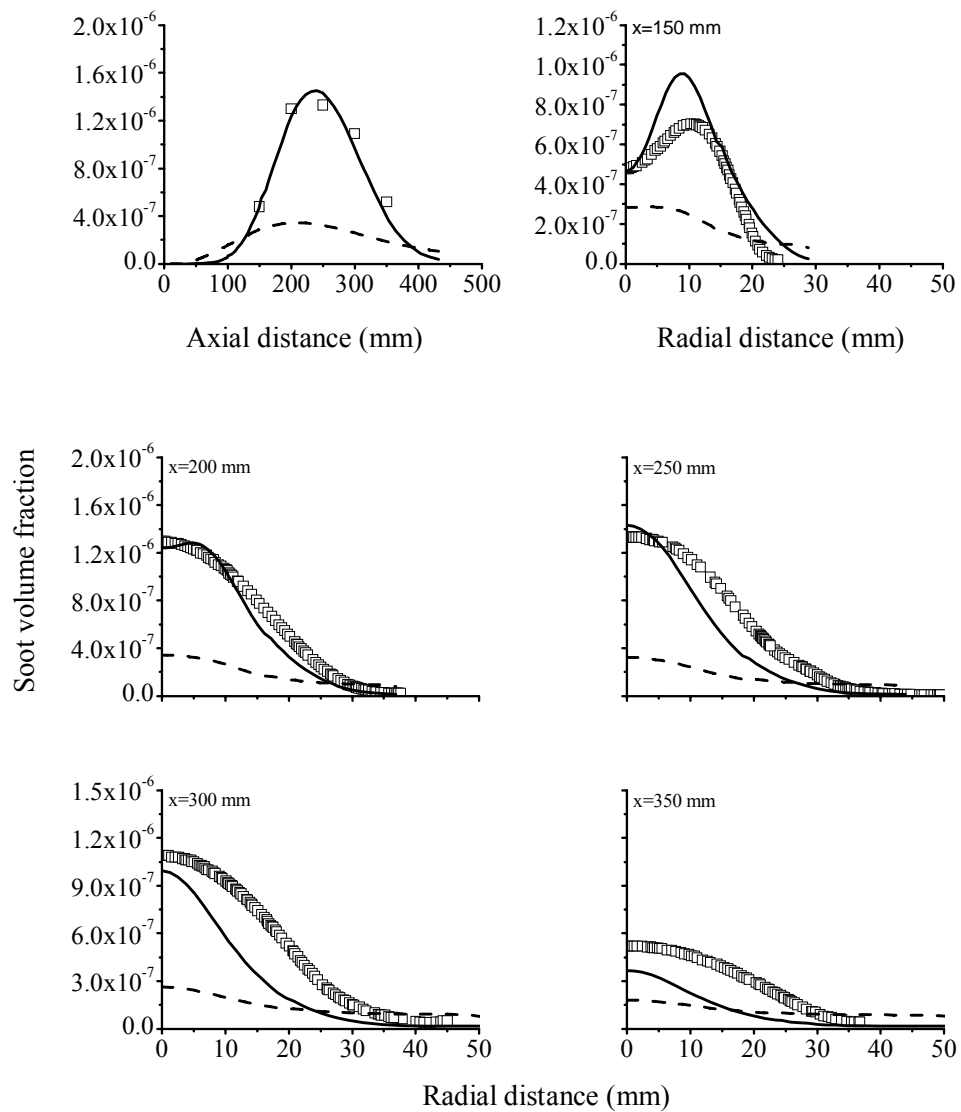 2.0x10⁻⁶
1.6x10⁻⁶
1.2x10⁻⁶
8.0x10⁻⁷
4.0x10⁻⁷
0.0
0 100 200 300 400 500
Axial distance (mm)
x=150 mm
1.2x10⁻⁶
1.0x10⁻⁶
8.0x10⁻⁷
6.0x10⁻⁷
4.0x10⁻⁷
2.0x10⁻⁷
0.0
0 10 20 30 40 50
Radial distance (mm)
Soot volume fraction
x=200 mm
2.0x10⁻⁶
1.6x10⁻⁶
1.2x10⁻⁶
8.0x10⁻⁷
4.0x10⁻⁷
0.0
x=250 mm
x=300 mm
1.5x10⁻⁶
1.2x10⁻⁶
9.0x10⁻⁷
6.0x10⁻⁷
3.0x10⁻⁷
0.0
0 10 20 30 40 50
x=350 mm
0 10 20 30 40 50
Radial distance (mm)